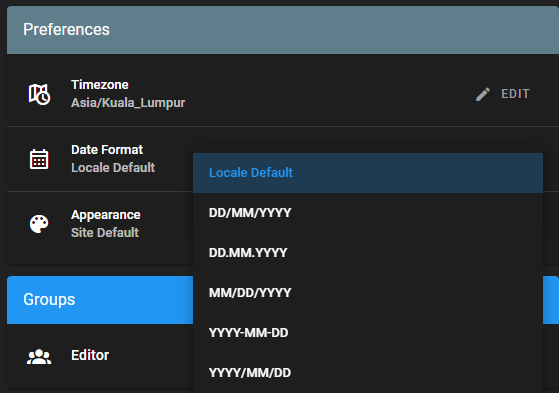 Preferences
Timezone
Asia/Kuala_Lumpur
EDIT
Date Format
Locale Default
Locale Default
DD/MM/YYYY
DD.MM.YYYY
MM/DD/YYYY
YYYY-MM-DD
YYYY/MM/DD
Appearance
Site Default
Groups
Editor